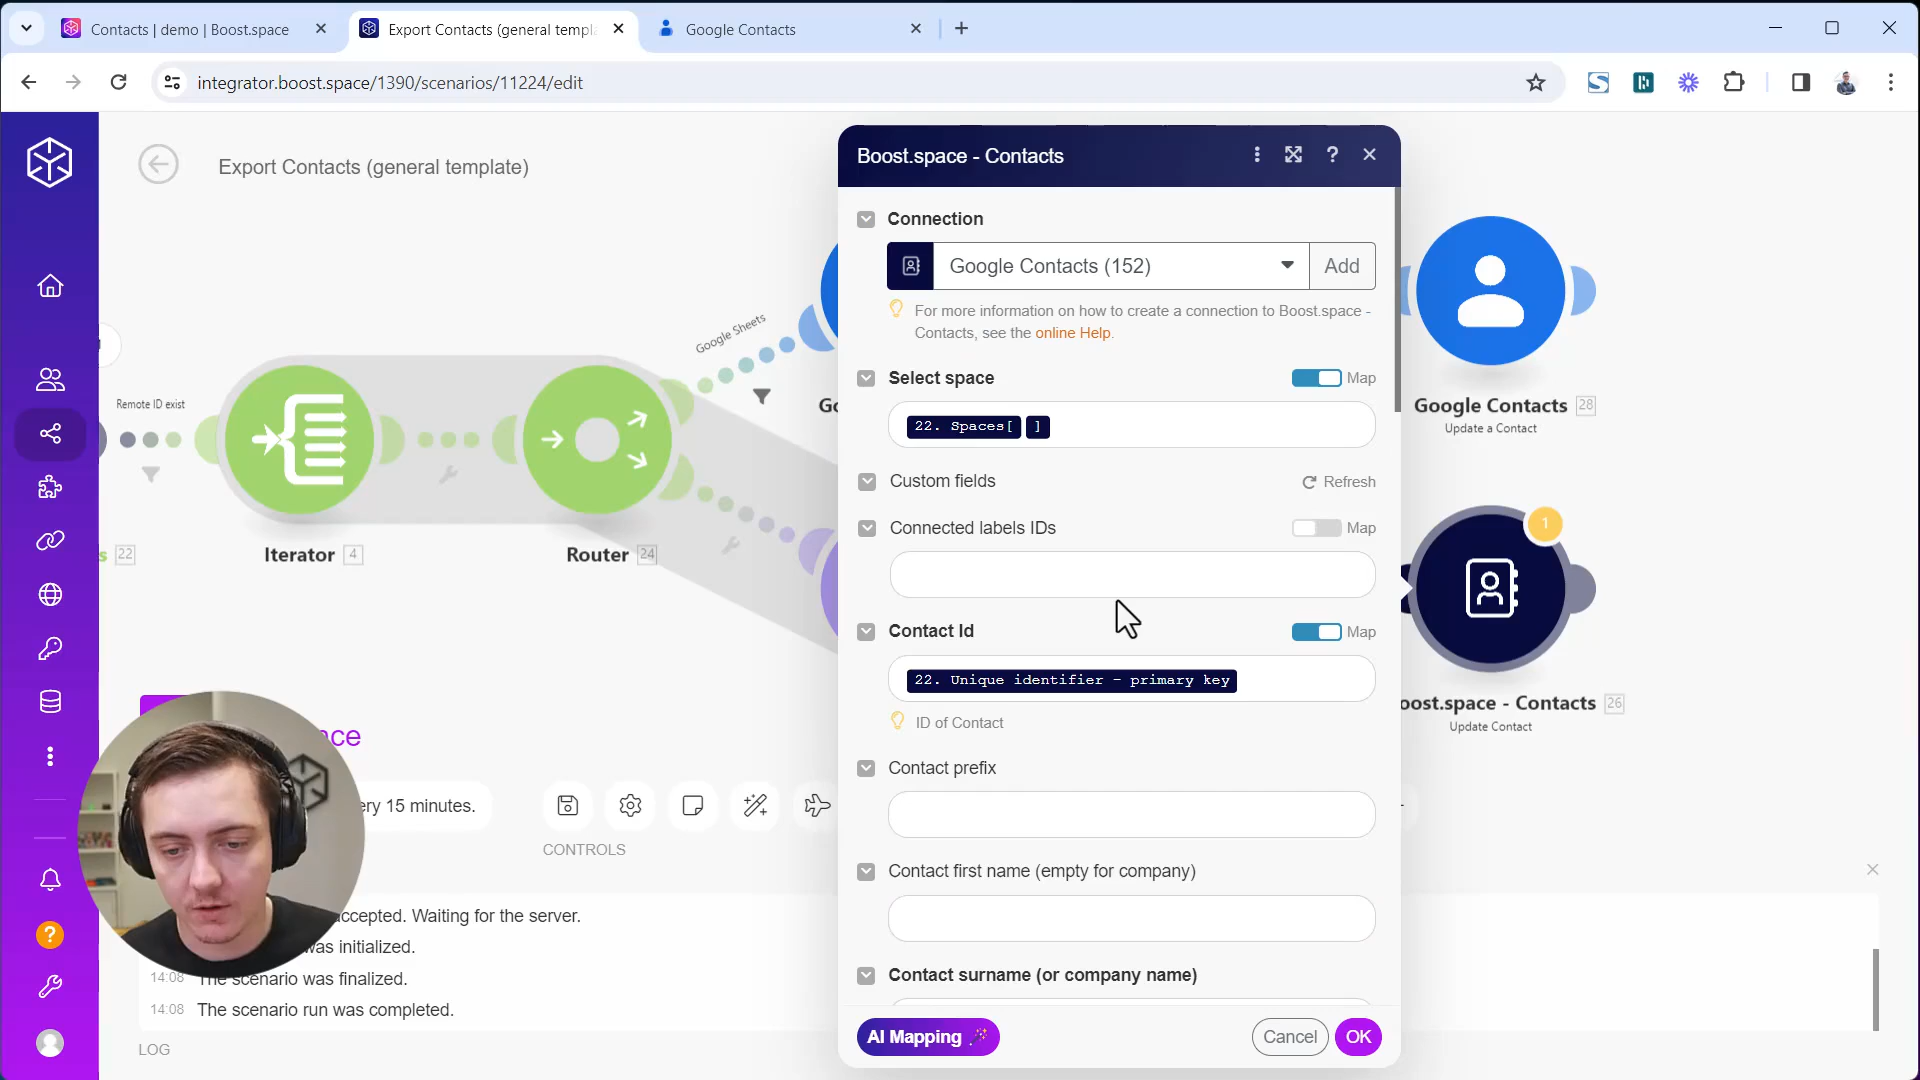 Contacts | demo | Boost.space
Export Contacts (general templ
Google Contacts
integrator.boost.space/1390/scenarios/11224/edit
Export Contacts (general template)
Boost.space - Contacts
Connection
Google Contacts (152)
Add
For more information on how to create a connection to Boost.space -
Contacts, see the online Help.
Select space
Map
22. Spaces[ ]
Custom fields
Refresh
Connected labels IDs
Map
Contact Id
Map
22. Unique identifier - primary key
ID of Contact
Contact prefix
Contact first name (empty for company)
Contact surname (or company name)
AI Mapping
Cancel
OK
Google Sheets
Remote ID exist
s 22
Iterator 4
Router 24
Go
Google Contacts 28
Update a Contact
1
oost.space - Contacts 26
Update Contact
ce
ery 15 minutes.
CONTROLS
ccepted. Waiting for the server.
was initialized.
14:08 The scenario was finalized.
14:08 The scenario run was completed.
LOG
?